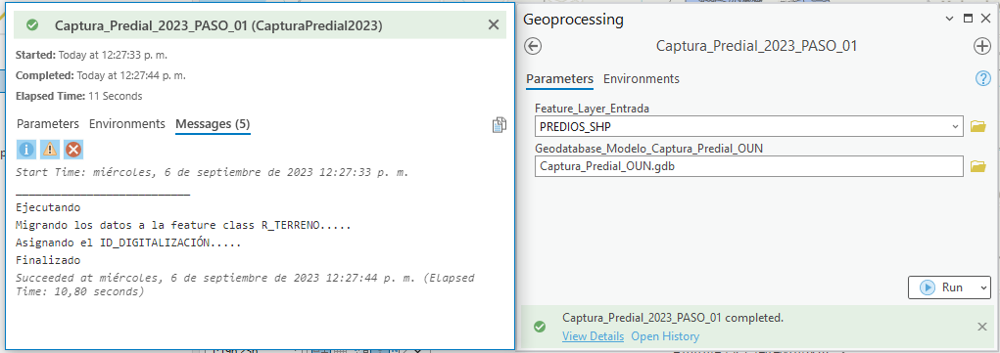 Captura_Predial_2023_PASO_01 (CapturaPredial2023)
Started: Today at 12:27:33 p. m.
Completed: Today at 12:27:44 p. m.
Elapsed Time: 11 Seconds
Parameters Environments Messages (5)
Start Time: miércoles, 6 de septiembre de 2023 12:27:33 p. m.
___________________________
Ejecutando
Migrando los datos a la feature class R_TERRENO.....
Asignando el ID_DIGITALIZACIÓN.....
Finalizado
Succeeded at miércoles, 6 de septiembre de 2023 12:27:44 p. m. (Elapsed
Time: 10,80 seconds)
Geoprocessing
Captura_Predial_2023_PASO_01
Parameters Environments
Feature_Layer_Entrada
PREDIOS_SHP
Geodatabase_Modelo_Captura_Predial_OUN
Captura_Predial_OUN.gdb
Run
Captura_Predial_2023_PASO_01 completed.
View Details Open History